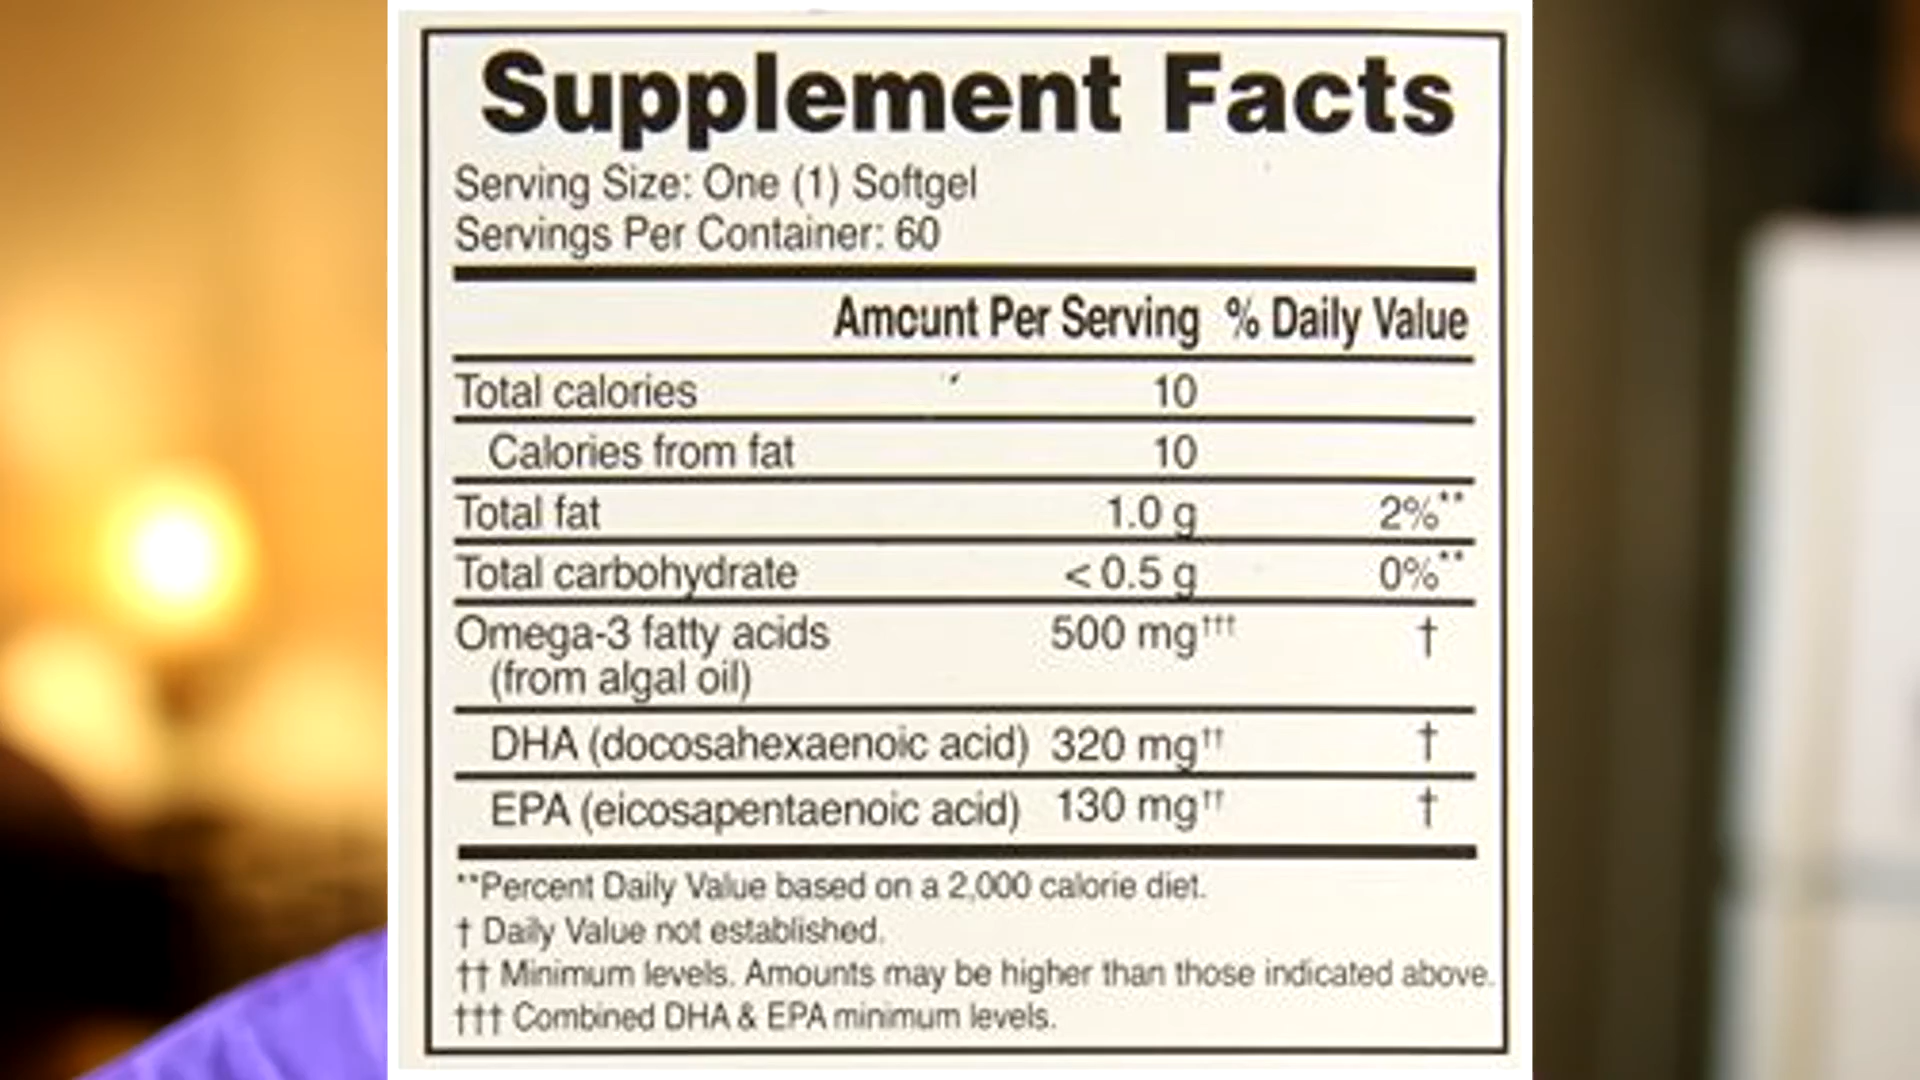 Supplement Facts
Serving Size: One (1) Softgel
Servings Per Container: 60
Amount Per Serving % Daily Value
Total calories 10
Calories from fat 10
Total fat 1.0 g 2%**
Total carbohydrate < 0.5 g 0%**
Omega-3 fatty acids 500 mg††† †
(from algal oil)
DHA (docosahexaenoic acid) 320 mg†† †
EPA (eicosapentaenoic acid) 130 mg†† †
**Percent Daily Value based on a 2,000 calorie diet.
† Daily Value not established.
†† Minimum levels. Amounts may be higher than those indicated above.
††† Combined DHA & EPA minimum levels.